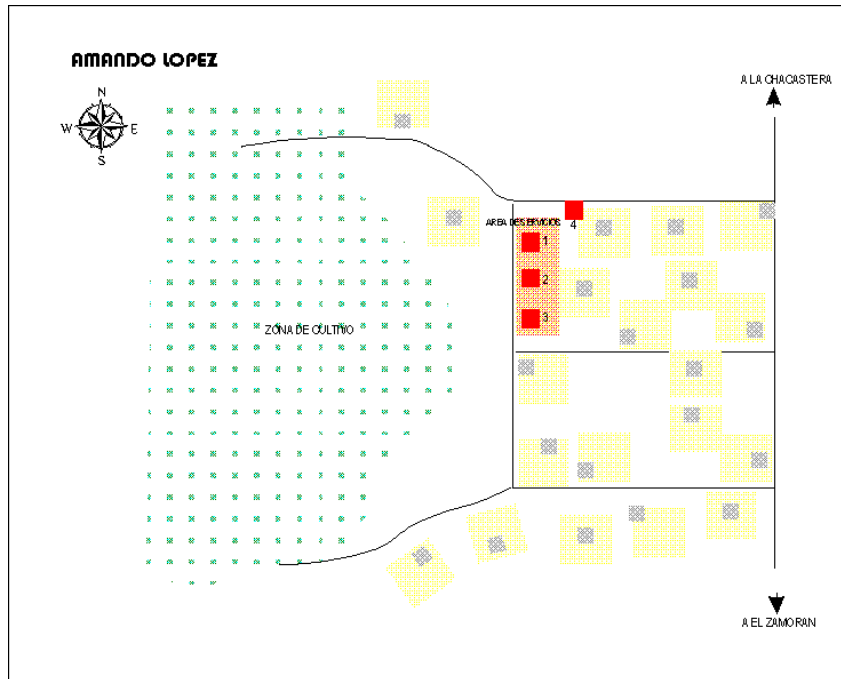 AMANDO LOPEZ
N
W E
S
A LA CHACASTERA
AREA DE SERVICIOS
4
1
2
3
ZONA DE CULTIVO
A EL ZAMORAN